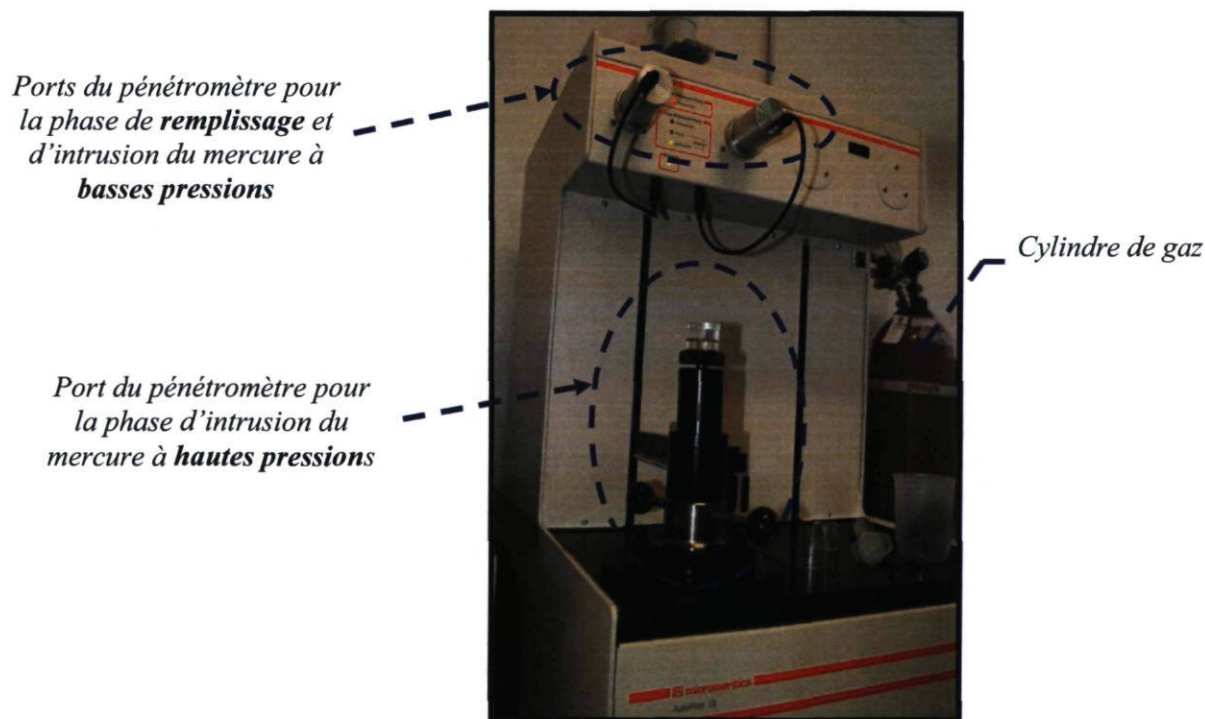 Ports du pénétromètre pour
la phase de remplissage et
d'intrusion du mercure à
basses pressions
Cylindre de gaz
Port du pénétromètre pour
la phase d'intrusion du
mercure à hautes pressions
micromeritics